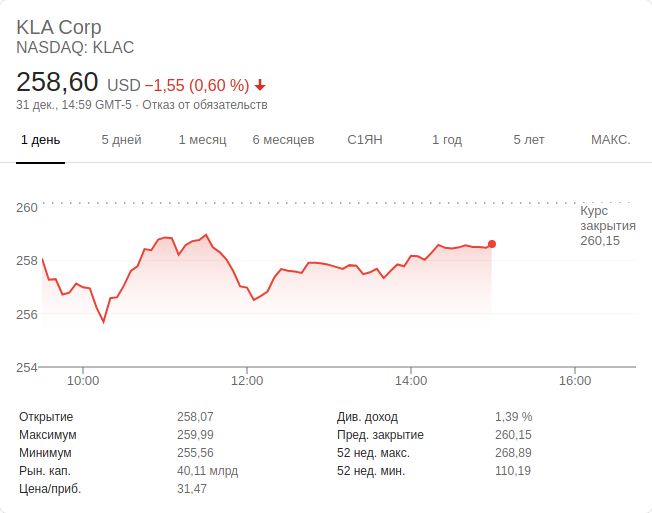 KLA Corp
NASDAQ: KLAC
258,60 USD −1,55 (0,60 %)
31 дек., 14:59 GMT-5 · Отказ от обязательств
1 день 5 дней 1 месяц 6 месяцев С1ЯН 1 год 5 лет МАКС.
260
Курс
закрытия
260,15
258
256
254
10:00 12:00 14:00 16:00
Открытие 258,07 Див. доход 1,39 %
Максимум 259,99 Пред. закрытие 260,15
Минимум 255,56 52 нед. макс. 268,89
Рын. кап. 40,11 млрд 52 нед. мин. 110,19
Цена/приб. 31,47